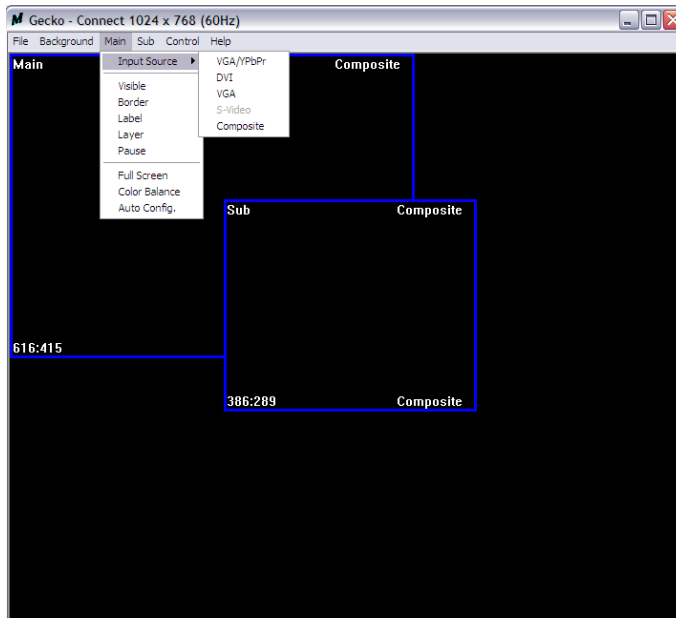 Gecko - Connect 1024 x 768 (60Hz)
File Background Main Sub Control Help
Main
Composite
Input Source
Visible
Border
Label
Layer
Pause
Full Screen
Color Balance
Auto Config.
VGA/YPbPr
DVI
VGA
S-Video
Composite
616:415
Sub Composite
386:289 Composite